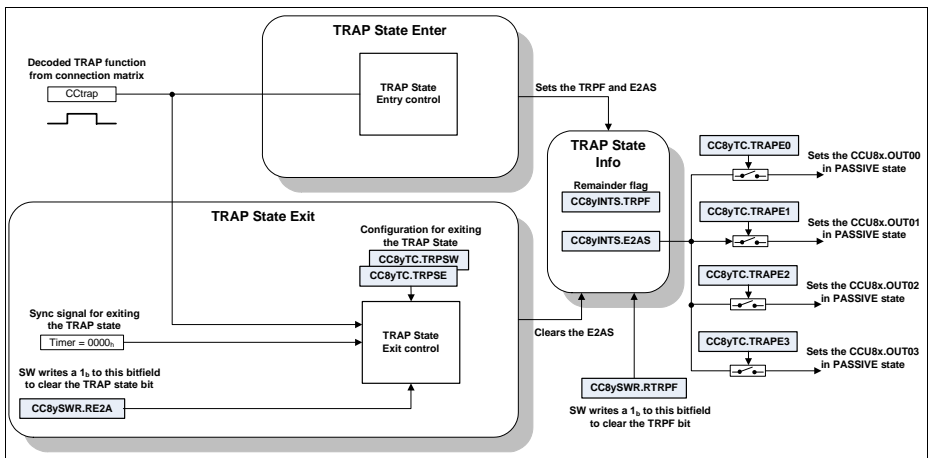 TRAP State Enter
Decoded TRAP function
from connection matrix
CCtrap
TRAP State
Entry control
Sets the TRPF and E2AS
TRAP State
Info
Remainder flag
CC8yINTS.TRPF
CC8yINTS.E2AS
CC8yTC.TRAPE0
Sets the CCU8x.OUT00
in PASSIVE state
CC8yTC.TRAPE1
Sets the CCU8x.OUT01
in PASSIVE state
CC8yTC.TRAPE2
Sets the CCU8x.OUT02
in PASSIVE state
CC8yTC.TRAPE3
Sets the CCU8x.OUT03
in PASSIVE state
TRAP State Exit
Configuration for exiting
the TRAP State
CC8yTC.TRPSW
CC8yTC.TRPSE
Sync signal for exiting
the TRAP state
Timer = 0000h
TRAP State
Exit control
Clears the E2AS
SW writes a 1b to this bitfield
to clear the TRAP state bit
CC8ySWR.RE2A
CC8ySWR.RTRPF
SW writes a 1b to this bitfield
to clear the TRPF bit